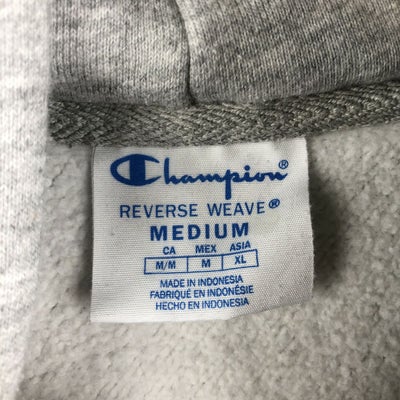 Champion®
REVERSE WEAVE®
MEDIUM
CA MEX ASIA
M/M M XL
MADE IN INDONESIA
FABRIQUÉ EN INDONÉSIE
HECHO EN INDONESIA